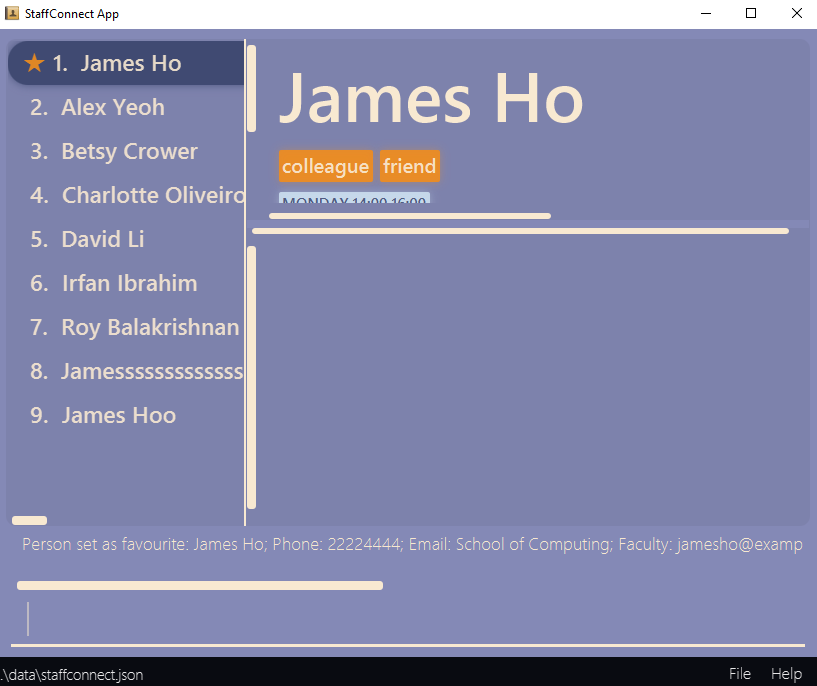 StaffConnect App
★ 1. James Ho
2. Alex Yeoh
3. Betsy Crower
4. Charlotte Oliveiro
5. David Li
6. Irfan Ibrahim
7. Roy Balakrishnan
8. Jamesssssssssssss
9. James Hoo
James Ho
colleague friend
MONDAY 14:00 16:00
Person set as favourite: James Ho; Phone: 22224444; Email: School of Computing; Faculty: jamesho@examp
.\data\staffconnect.json
File Help